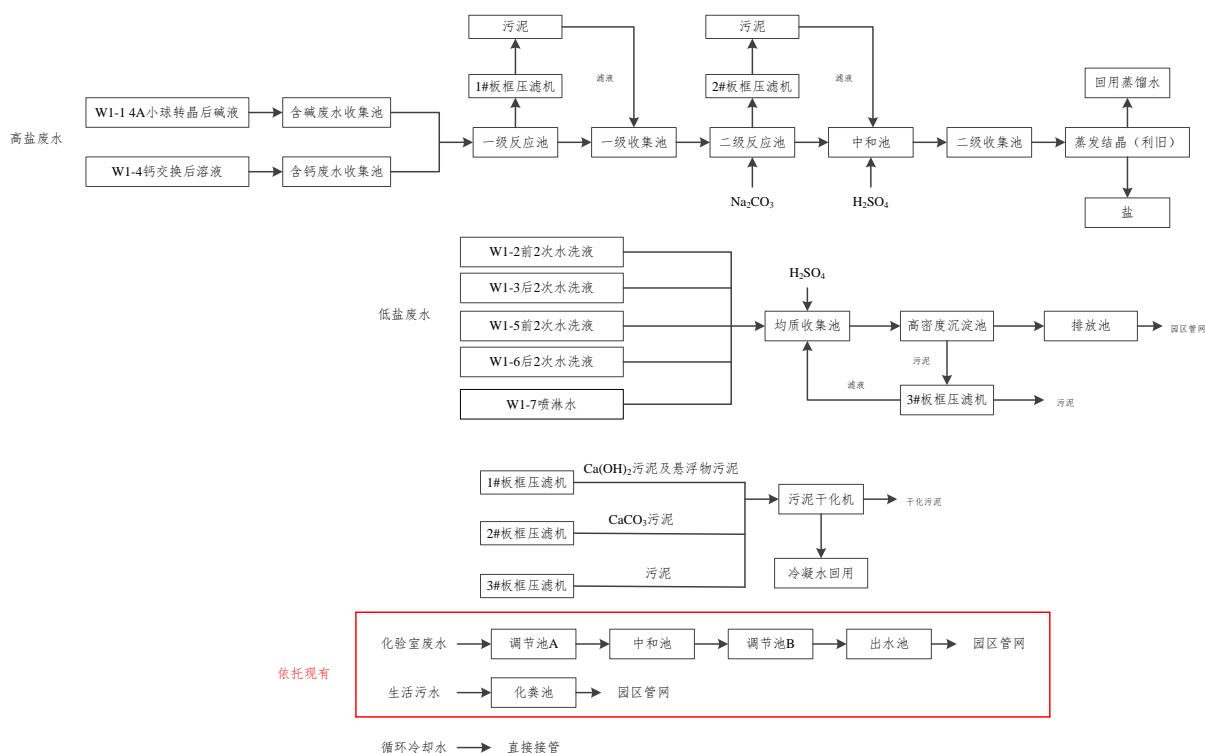 污泥
污泥
1#板框压滤机
滤液
2#板框压滤机
滤液
回用蒸馏水
高盐废水
W1-1 4A小球转晶后碱液
含碱废水收集池
W1-4钙交换后溶液
含钙废水收集池
一级反应池
一级收集池
二级反应池
中和池
二级收集池
蒸发结晶（利旧）
Na₂CO₃
H₂SO₄
盐
低盐废水
W1-2前2次水洗液
W1-3后2次水洗液
W1-5前2次水洗液
W1-6后2次水洗液
W1-7喷淋水
H₂SO₄
均质收集池
高密度沉淀池
排放池
园区管网
污泥
滤液
3#板框压滤机
污泥
1#板框压滤机
Ca(OH)₂污泥及悬浮物污泥
2#板框压滤机
CaCO₃污泥
3#板框压滤机
污泥
污泥干化机
干化污泥
冷凝水回用
依托现有
化验室废水
调节池A
中和池
调节池B
出水池
园区管网
生活污水
化粪池
园区管网
循环冷却水
直接接管